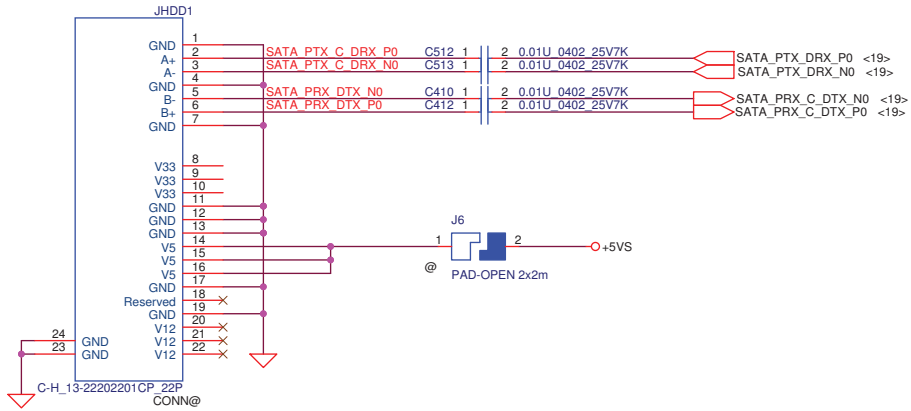 JHDD1
GND 1
A+ 2 SATA_PTX_C_DRX_P0 C512 1 2 0.01U_0402_25V7K SATA_PTX_DRX_P0 <19>
A- 3 SATA_PTX_C_DRX_N0 C513 1 2 0.01U_0402_25V7K SATA_PTX_DRX_N0 <19>
GND 4
B- 5 SATA_PRX_DTX_N0 C410 1 2 0.01U_0402_25V7K SATA_PRX_C_DTX_N0 <19>
B+ 6 SATA_PRX_DTX_P0 C412 1 2 0.01U_0402_25V7K SATA_PRX_C_DTX_P0 <19>
GND 7
V33 8
V33 9
V33 10
GND 11
GND 12
GND 13
J6
V5 14 1 2 +5VS
V5 15
V5 16 @ PAD-OPEN 2x2m
GND 17
Reserved 18
GND 19
V12 20
24 GND V12 21
23 GND V12 22
C-H_13-22202201CP_22P
CONN@